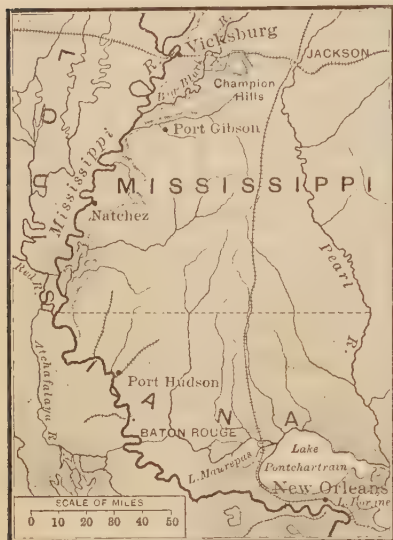 Vicksburg
JACKSON
Big Black R.
Champion
Hills
Port Gibson
Mississippi R.
MISSISSIPPI
Natchez
Pearl R.
Red R.
Atchafalaya R.
LOUISIANA
Port Hudson
BATON ROUGE
L. Maurepas
Lake
Pontchartrain
New Orleans
L. Borgne
SCALE OF MILES
0 10 20 30 40 50